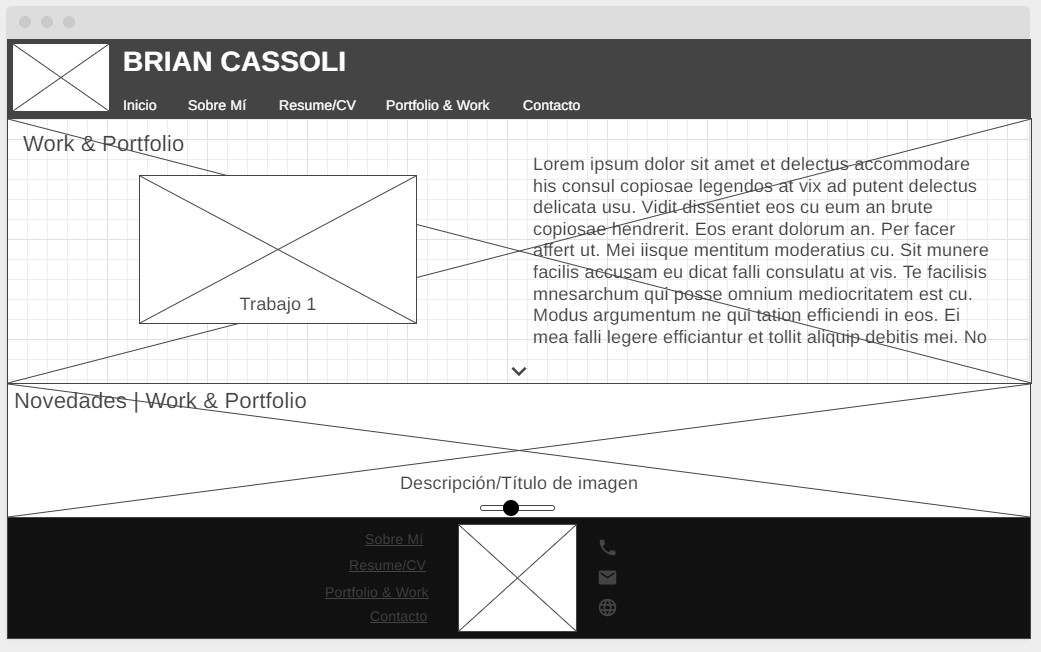 BRIAN CASSOLI
Inicio Sobre Mí Resume/CV Portfolio & Work Contacto
Work & Portfolio
Lorem ipsum dolor sit amet et delectus accommodare
his consul copiosae legendos at vix ad putent delectus
delicata usu. Vidit dissentiet eos cu eum an brute
copiosae hendrerit. Eos erant dolorum an. Per facer
affert ut. Mei iisque mentitum moderatius cu. Sit munere
facilis accusam eu dicat falli consulatu at vis. Te facilisis
mnesarchum qui posse omnium mediocritatem est cu.
Modus argumentum ne qui tation efficiendi in eos. Ei
mea falli legere efficiantur et tollit aliquip debitis mei. No
Trabajo 1
Novedades | Work & Portfolio
Descripción/Título de imagen
Sobre Mí
Resume/CV
Portfolio & Work
Contacto